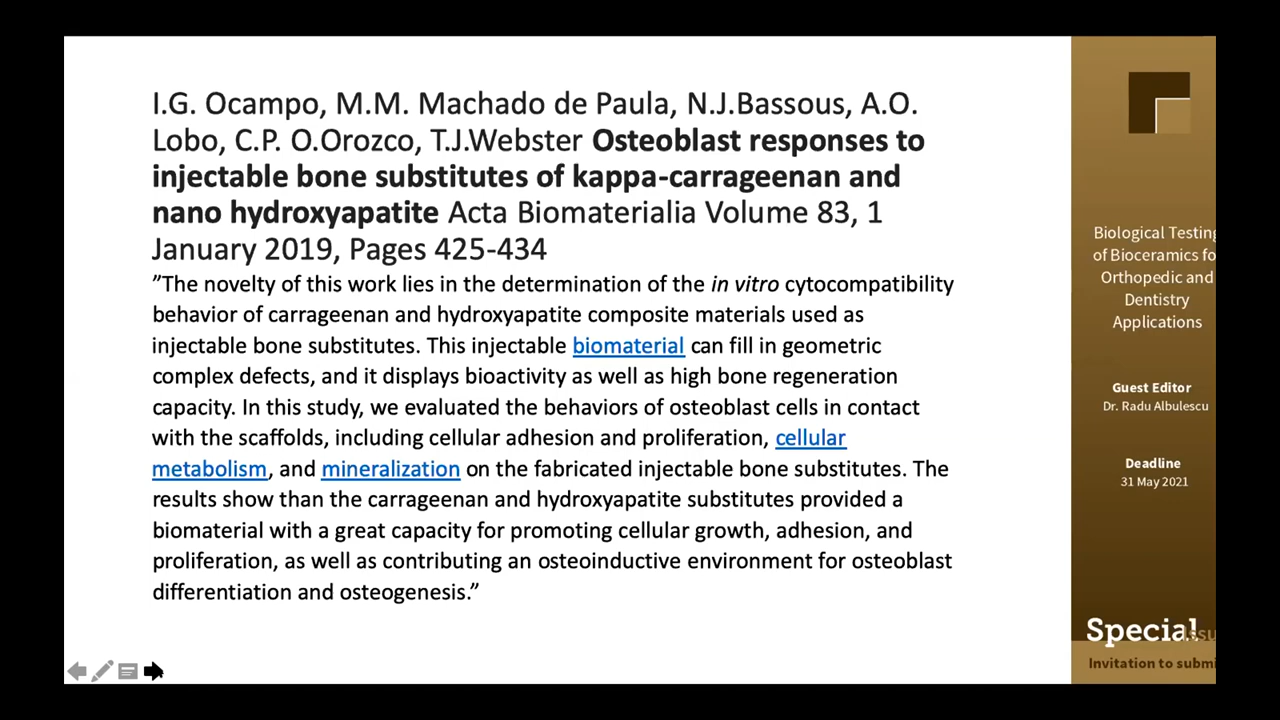 I.G. Ocampo, M.M. Machado de Paula, N.J.Bassous, A.O.
Lobo, C.P. O.Orozco, T.J.Webster Osteoblast responses to
injectable bone substitutes of kappa-carrageenan and
nano hydroxyapatite Acta Biomaterialia Volume 83, 1
January 2019, Pages 425-434
”The novelty of this work lies in the determination of the in vitro cytocompatibility
behavior of carrageenan and hydroxyapatite composite materials used as
injectable bone substitutes. This injectable biomaterial can fill in geometric
complex defects, and it displays bioactivity as well as high bone regeneration
capacity. In this study, we evaluated the behaviors of osteoblast cells in contact
with the scaffolds, including cellular adhesion and proliferation, cellular
metabolism, and mineralization on the fabricated injectable bone substitutes. The
results show than the carrageenan and hydroxyapatite substitutes provided a
biomaterial with a great capacity for promoting cellular growth, adhesion, and
proliferation, as well as contributing an osteoinductive environment for osteoblast
differentiation and osteogenesis.”
Biological Testing
of Bioceramics fo
Orthopedic and
Dentistry
Applications
Guest Editor
Dr. Radu Albulescu
Deadline
31 May 2021
Special Issu
Invitation to submi